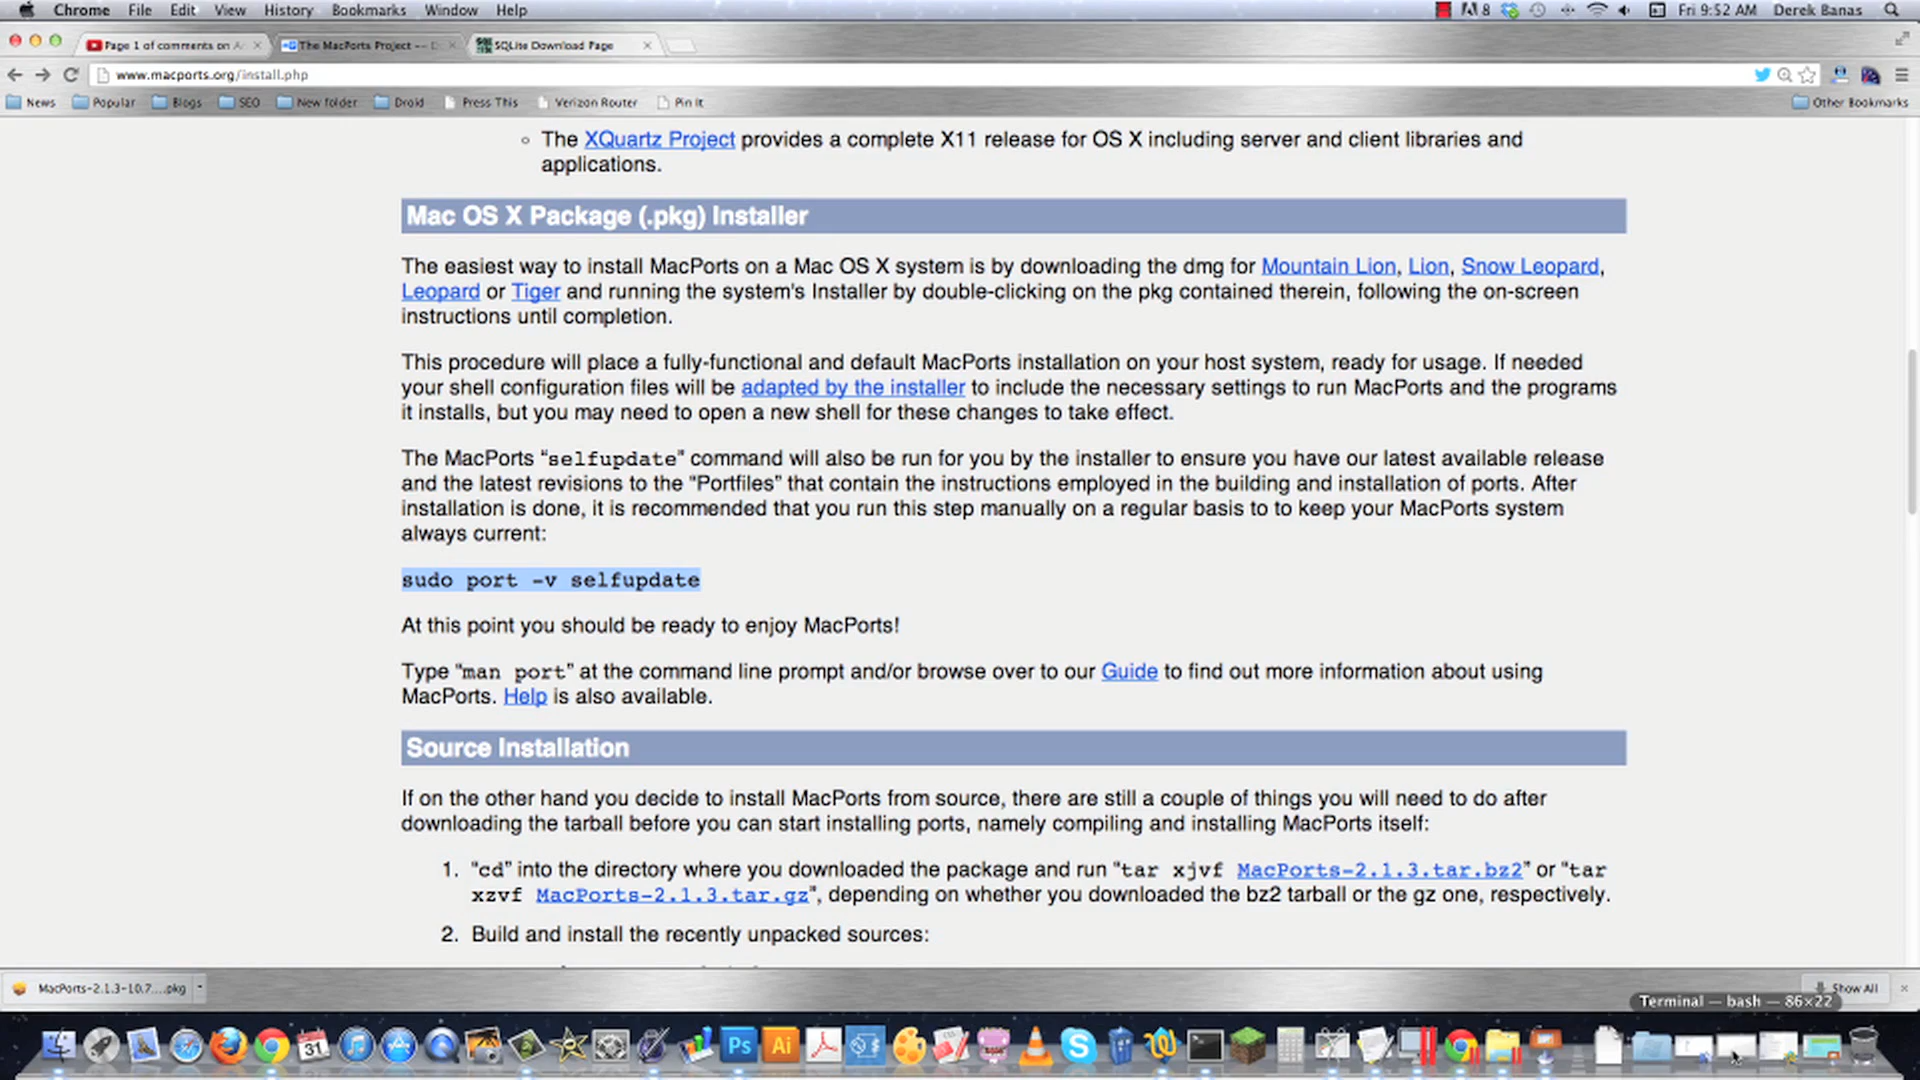 Chrome File Edit View History Bookmarks Window Help 8 Fri 9:52 AM Derek Banas
Page 1 of comments on The MacPorts Project -- SQLite Download Page
www.macports.org/install.php
News Popular Blogs SEO New folder Droid Press This Verizon Router Pin It Other Bookmarks
The XQuartz Project provides a complete X11 release for OS X including server and client libraries and
applications.
Mac OS X Package (.pkg) Installer
The easiest way to install MacPorts on a Mac OS X system is by downloading the dmg for Mountain Lion, Lion, Snow Leopard,
Leopard or Tiger and running the system's Installer by double-clicking on the pkg contained therein, following the on-screen
instructions until completion.
This procedure will place a fully-functional and default MacPorts installation on your host system, ready for usage. If needed
your shell configuration files will be adapted by the installer to include the necessary settings to run MacPorts and the programs
it installs, but you may need to open a new shell for these changes to take effect.
The MacPorts “selfupdate” command will also be run for you by the installer to ensure you have our latest available release
and the latest revisions to the “Portfiles” that contain the instructions employed in the building and installation of ports. After
installation is done, it is recommended that you run this step manually on a regular basis to to keep your MacPorts system
always current:
sudo port -v selfupdate
At this point you should be ready to enjoy MacPorts!
Type “man port” at the command line prompt and/or browse over to our Guide to find out more information about using
MacPorts. Help is also available.
Source Installation
If on the other hand you decide to install MacPorts from source, there are still a couple of things you will need to do after
downloading the tarball before you can start installing ports, namely compiling and installing MacPorts itself:
1. “cd” into the directory where you downloaded the package and run “tar xjvf MacPorts-2.1.3.tar.bz2” or “tar
xzvf MacPorts-2.1.3.tar.gz”, depending on whether you downloaded the bz2 tarball or the gz one, respectively.
2. Build and install the recently unpacked sources:
MacPorts-2.1.3-10.7....pkg Show All
Terminal — bash — 86×22
31 Ps Ai